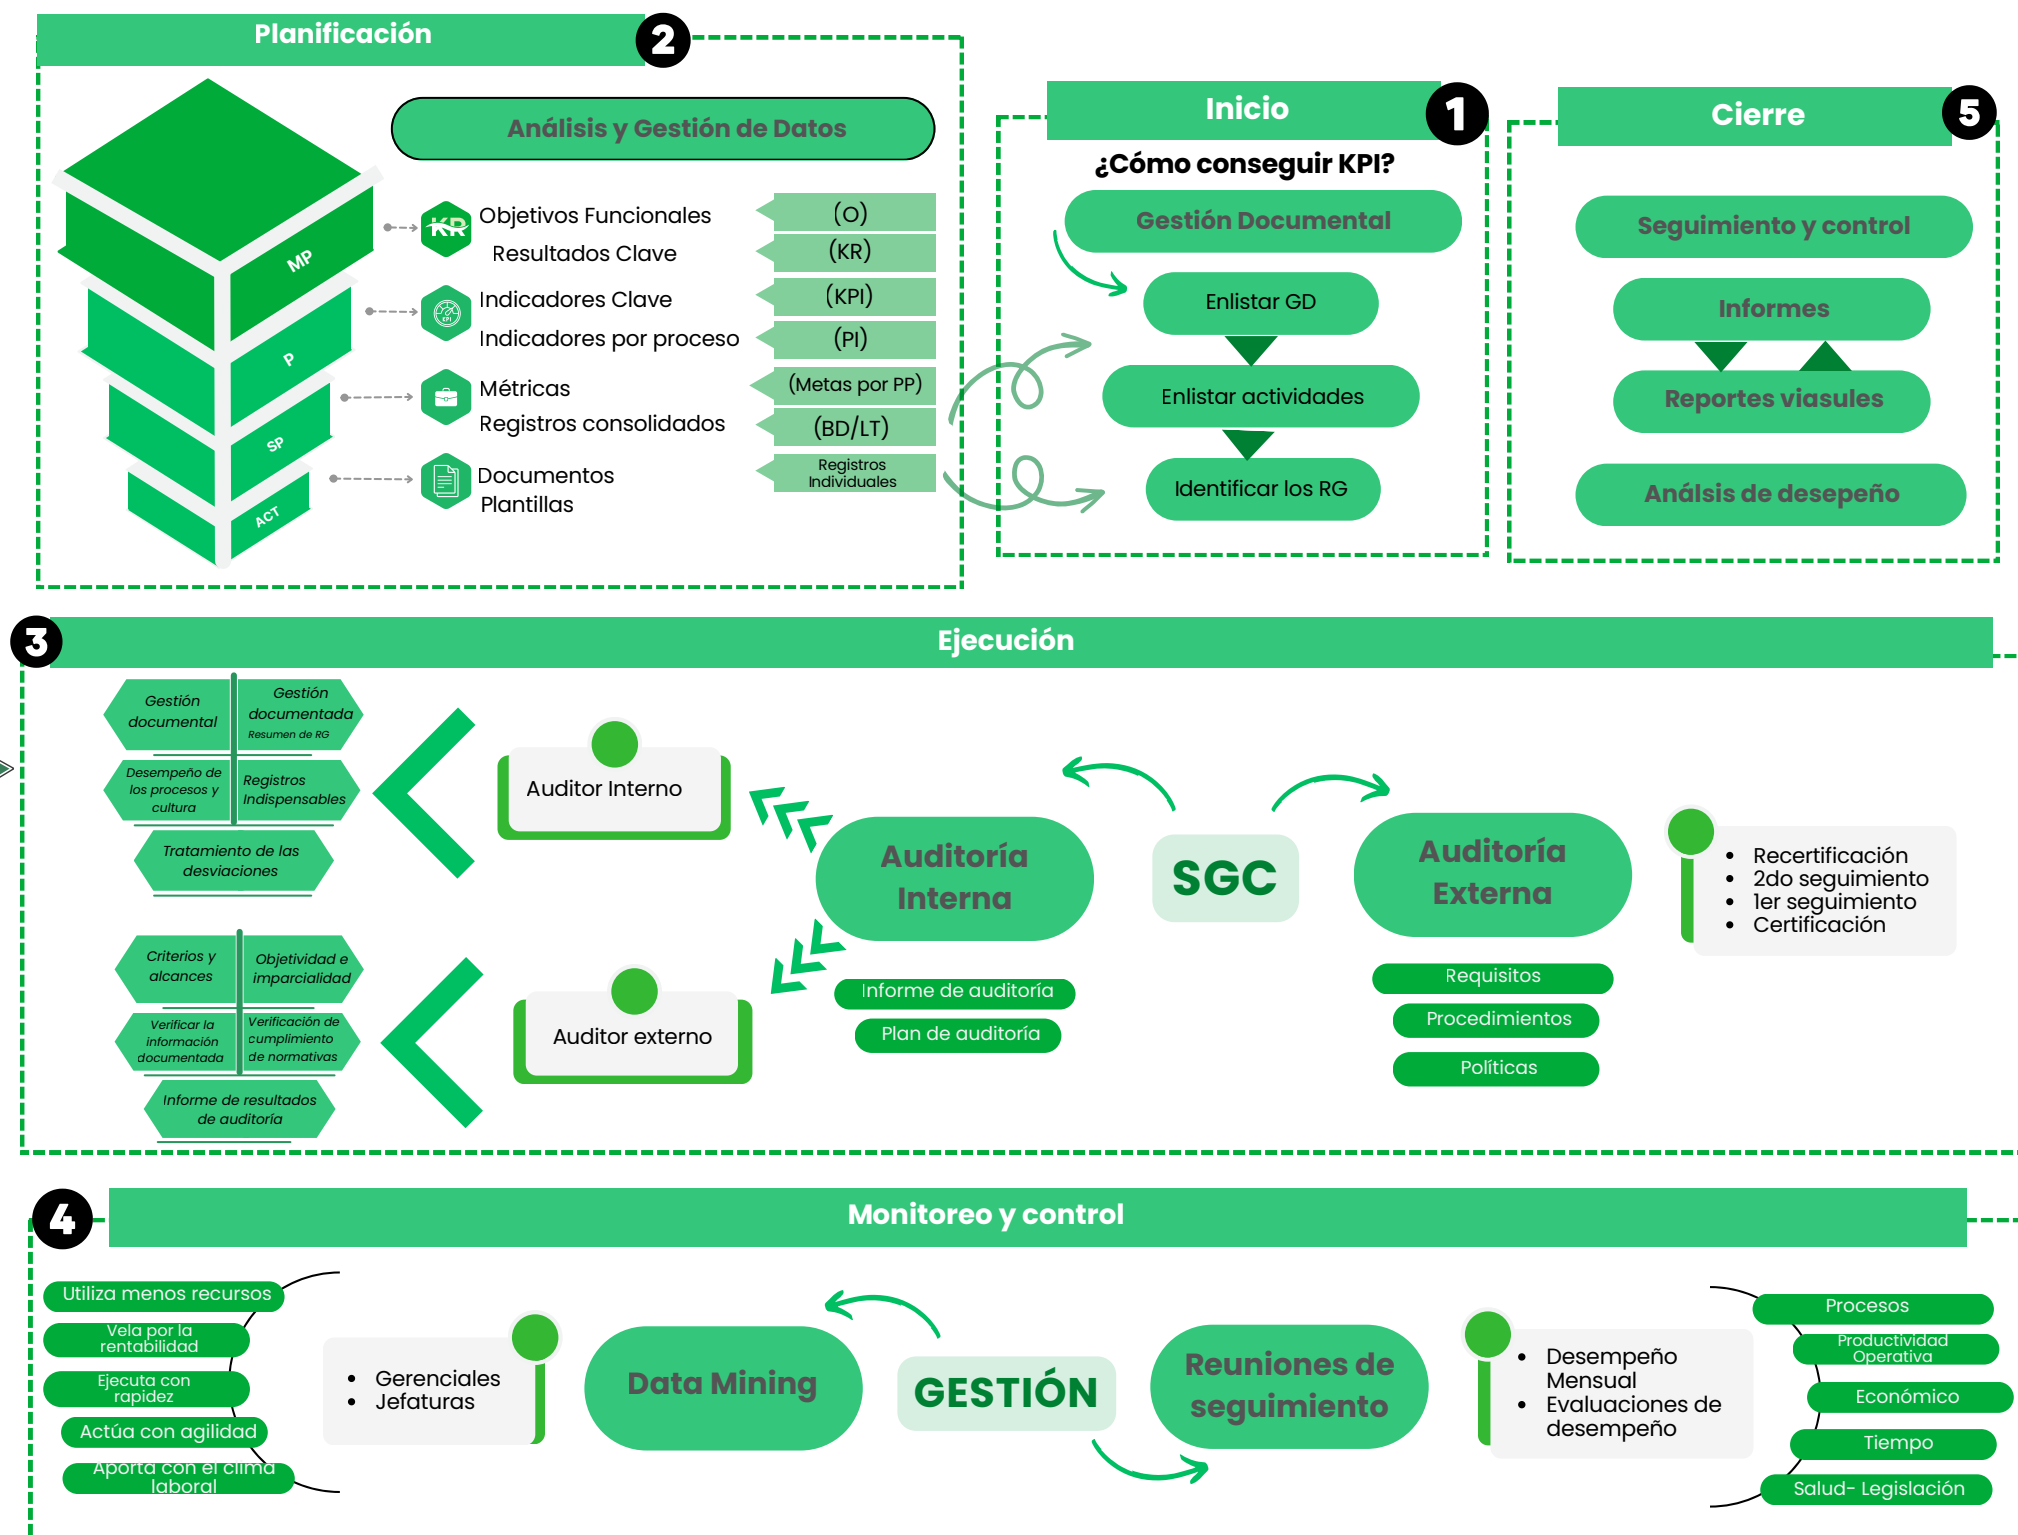 Planificación
2
Análisis y Gestión de Datos
MP
P
SP
ACT
KR
Objetivos Funcionales
(O)
Resultados Clave
(KR)
KPI
Indicadores Clave
(KPI)
Indicadores por proceso
(PI)
Métricas
(Metas por PP)
Registros consolidados
(BD/LT)
Documentos
Plantillas
Registros
Individuales
Inicio
1
¿Cómo conseguir KPI?
Gestión Documental
Enlistar GD
Enlistar actividades
Identificar los RG
Cierre
5
Seguimiento y control
Informes
Reportes viasules
Análsis de desepeño
3
Ejecución
Gestión
documental
Gestión
documentada
Resumen de RG
Desempeño de
los procesos y
cultura
Registros
Indispensables
Tratamiento de las
desviaciones
Auditor Interno
Criterios y
alcances
Objetividad e
imparcialidad
Verificar la
información
documentada
Verificación de
cumplimiento
de normativas
Informe de resultados
de auditoría
Auditor externo
Auditoría
Interna
Informe de auditoría
Plan de auditoría
SGC
Auditoría
Externa
Requisitos
Procedimientos
Políticas
• Recertificación
• 2do seguimiento
• 1er seguimiento
• Certificación
4
Monitoreo y control
Utiliza menos recursos
Vela por la
rentabilidad
Ejecuta con
rapidez
Actúa con agilidad
Aporta con el clima
laboral
• Gerenciales
• Jefaturas
Data Mining
GESTIÓN
Reuniones de
seguimiento
• Desempeño
Mensual
• Evaluaciones de
desempeño
Procesos
Productividad
Operativa
Económico
Tiempo
Salud- Legislación